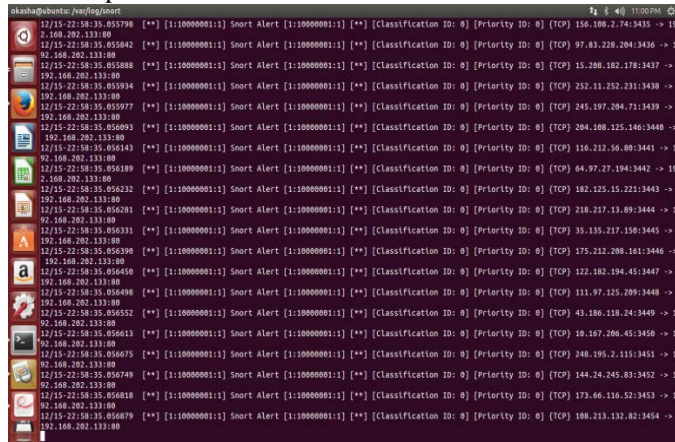 okasha@ubuntu: /var/log/snort
11:00 PM
12/15-22:58:35.055798 [**] [1:10000001:1] Snort Alert [1:10000001:1] [**] [Classification ID: 0] [Priority ID: 0] {TCP} 156.108.2.74:3435 -> 19
2.168.202.133:80
12/15-22:58:35.055842 [**] [1:10000001:1] Snort Alert [1:10000001:1] [**] [Classification ID: 0] [Priority ID: 0] {TCP} 97.83.228.204:3436 -> 1
92.168.202.133:80
12/15-22:58:35.055888 [**] [1:10000001:1] Snort Alert [1:10000001:1] [**] [Classification ID: 0] [Priority ID: 0] {TCP} 15.208.182.178:3437 ->
192.168.202.133:80
12/15-22:58:35.055934 [**] [1:10000001:1] Snort Alert [1:10000001:1] [**] [Classification ID: 0] [Priority ID: 0] {TCP} 252.11.252.231:3438 ->
192.168.202.133:80
12/15-22:58:35.055977 [**] [1:10000001:1] Snort Alert [1:10000001:1] [**] [Classification ID: 0] [Priority ID: 0] {TCP} 245.197.204.71:3439 ->
192.168.202.133:80
12/15-22:58:35.056093 [**] [1:10000001:1] Snort Alert [1:10000001:1] [**] [Classification ID: 0] [Priority ID: 0] {TCP} 204.108.125.146:3440 ->
192.168.202.133:80
12/15-22:58:35.056143 [**] [1:10000001:1] Snort Alert [1:10000001:1] [**] [Classification ID: 0] [Priority ID: 0] {TCP} 116.212.56.80:3441 -> 1
92.168.202.133:80
12/15-22:58:35.056189 [**] [1:10000001:1] Snort Alert [1:10000001:1] [**] [Classification ID: 0] [Priority ID: 0] {TCP} 64.97.27.194:3442 -> 19
2.168.202.133:80
12/15-22:58:35.056232 [**] [1:10000001:1] Snort Alert [1:10000001:1] [**] [Classification ID: 0] [Priority ID: 0] {TCP} 182.125.15.221:3443 ->
192.168.202.133:80
12/15-22:58:35.056281 [**] [1:10000001:1] Snort Alert [1:10000001:1] [**] [Classification ID: 0] [Priority ID: 0] {TCP} 218.217.13.89:3444 -> 1
92.168.202.133:80
12/15-22:58:35.056331 [**] [1:10000001:1] Snort Alert [1:10000001:1] [**] [Classification ID: 0] [Priority ID: 0] {TCP} 35.135.217.150:3445 ->
192.168.202.133:80
12/15-22:58:35.056390 [**] [1:10000001:1] Snort Alert [1:10000001:1] [**] [Classification ID: 0] [Priority ID: 0] {TCP} 175.212.208.161:3446 ->
192.168.202.133:80
12/15-22:58:35.056450 [**] [1:10000001:1] Snort Alert [1:10000001:1] [**] [Classification ID: 0] [Priority ID: 0] {TCP} 122.182.194.45:3447 ->
192.168.202.133:80
12/15-22:58:35.056498 [**] [1:10000001:1] Snort Alert [1:10000001:1] [**] [Classification ID: 0] [Priority ID: 0] {TCP} 111.97.125.209:3448 ->
192.168.202.133:80
12/15-22:58:35.056552 [**] [1:10000001:1] Snort Alert [1:10000001:1] [**] [Classification ID: 0] [Priority ID: 0] {TCP} 43.186.118.24:3449 -> 1
92.168.202.133:80
12/15-22:58:35.056613 [**] [1:10000001:1] Snort Alert [1:10000001:1] [**] [Classification ID: 0] [Priority ID: 0] {TCP} 10.167.206.45:3450 -> 1
92.168.202.133:80
12/15-22:58:35.056675 [**] [1:10000001:1] Snort Alert [1:10000001:1] [**] [Classification ID: 0] [Priority ID: 0] {TCP} 248.195.2.115:3451 -> 1
92.168.202.133:80
12/15-22:58:35.056749 [**] [1:10000001:1] Snort Alert [1:10000001:1] [**] [Classification ID: 0] [Priority ID: 0] {TCP} 144.24.245.83:3452 -> 1
92.168.202.133:80
12/15-22:58:35.056818 [**] [1:10000001:1] Snort Alert [1:10000001:1] [**] [Classification ID: 0] [Priority ID: 0] {TCP} 173.66.116.52:3453 -> 1
92.168.202.133:80
12/15-22:58:35.056879 [**] [1:10000001:1] Snort Alert [1:10000001:1] [**] [Classification ID: 0] [Priority ID: 0] {TCP} 108.213.132.82:3454 ->
192.168.202.133:80